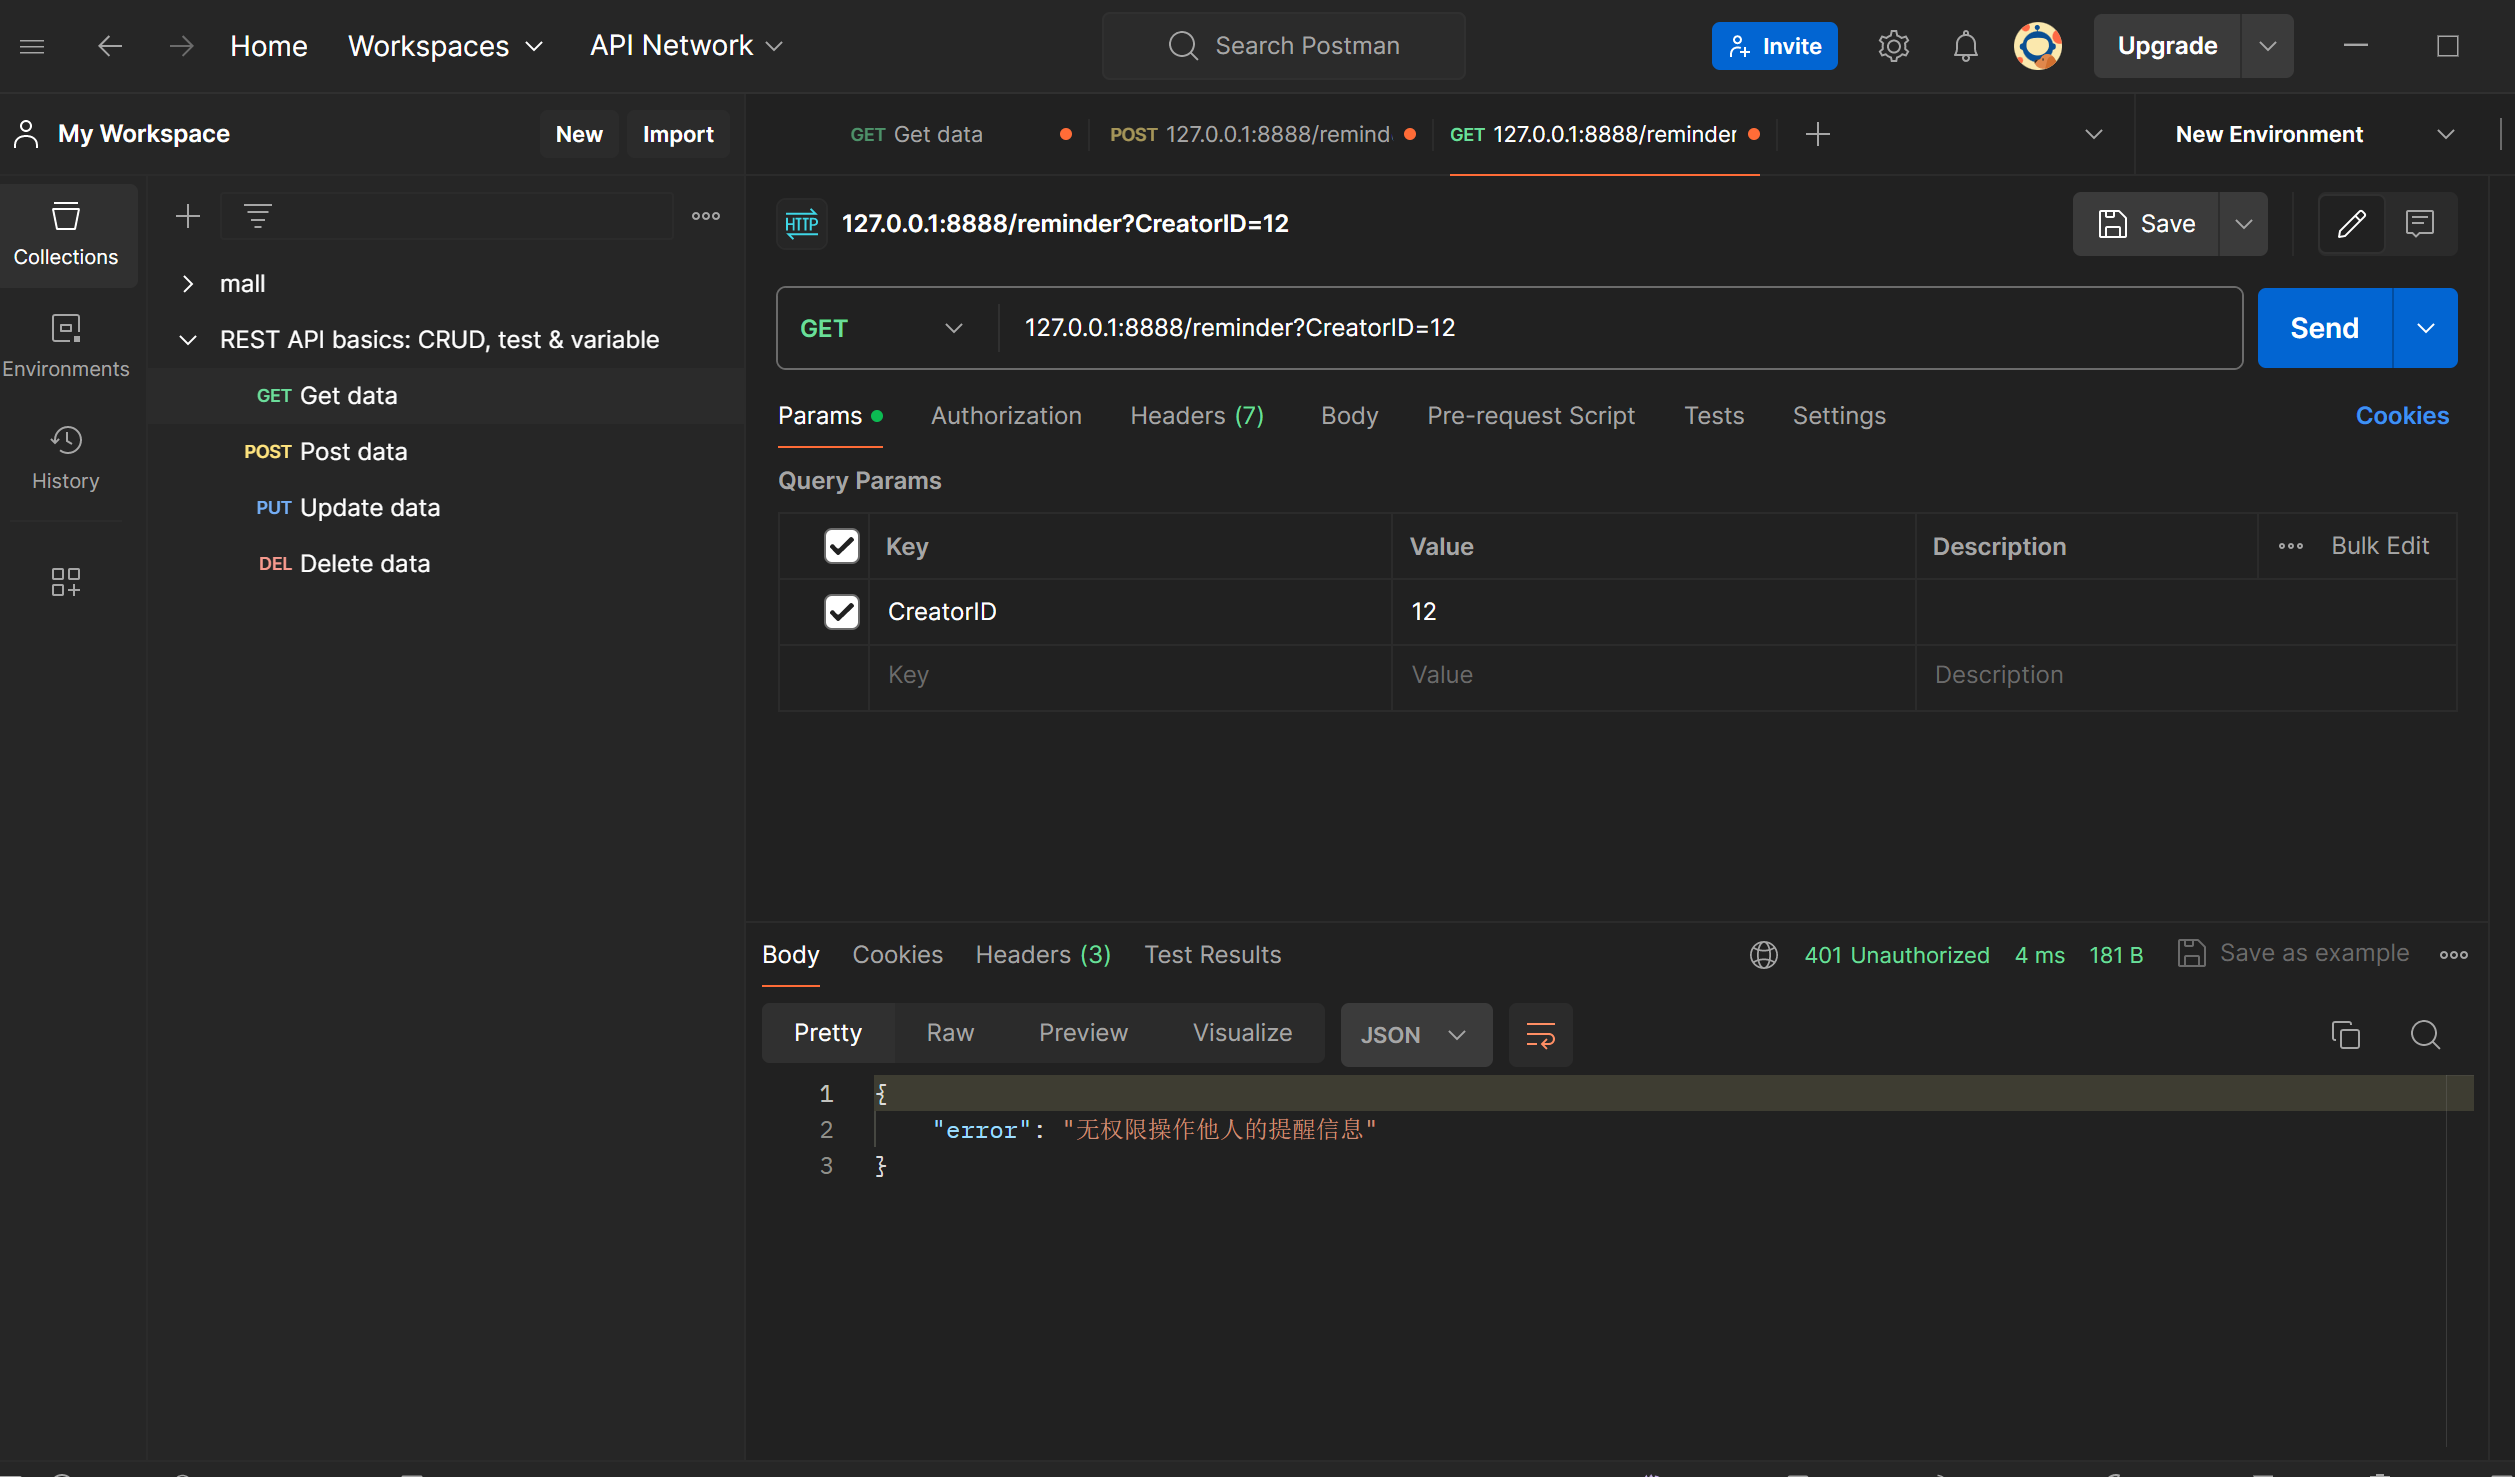 Home Workspaces API Network Search Postman Invite Upgrade
My Workspace New Import GET Get data POST 127.0.0.1:8888/remind GET 127.0.0.1:8888/reminder New Environment
HTTP 127.0.0.1:8888/reminder?CreatorID=12 Save
Collections
mall
GET 127.0.0.1:8888/reminder?CreatorID=12 Send
REST API basics: CRUD, test & variable
Environments
GET Get data
Params Authorization Headers (7) Body Pre-request Script Tests Settings Cookies
POST Post data
History
Query Params
PUT Update data
Key Value Description Bulk Edit
DEL Delete data
CreatorID 12
Key Value Description
Body Cookies Headers (3) Test Results 401 Unauthorized 4 ms 181 B Save as example
Pretty Raw Preview Visualize JSON
1 {
2 "error": "无权限操作他人的提醒信息"
3 }